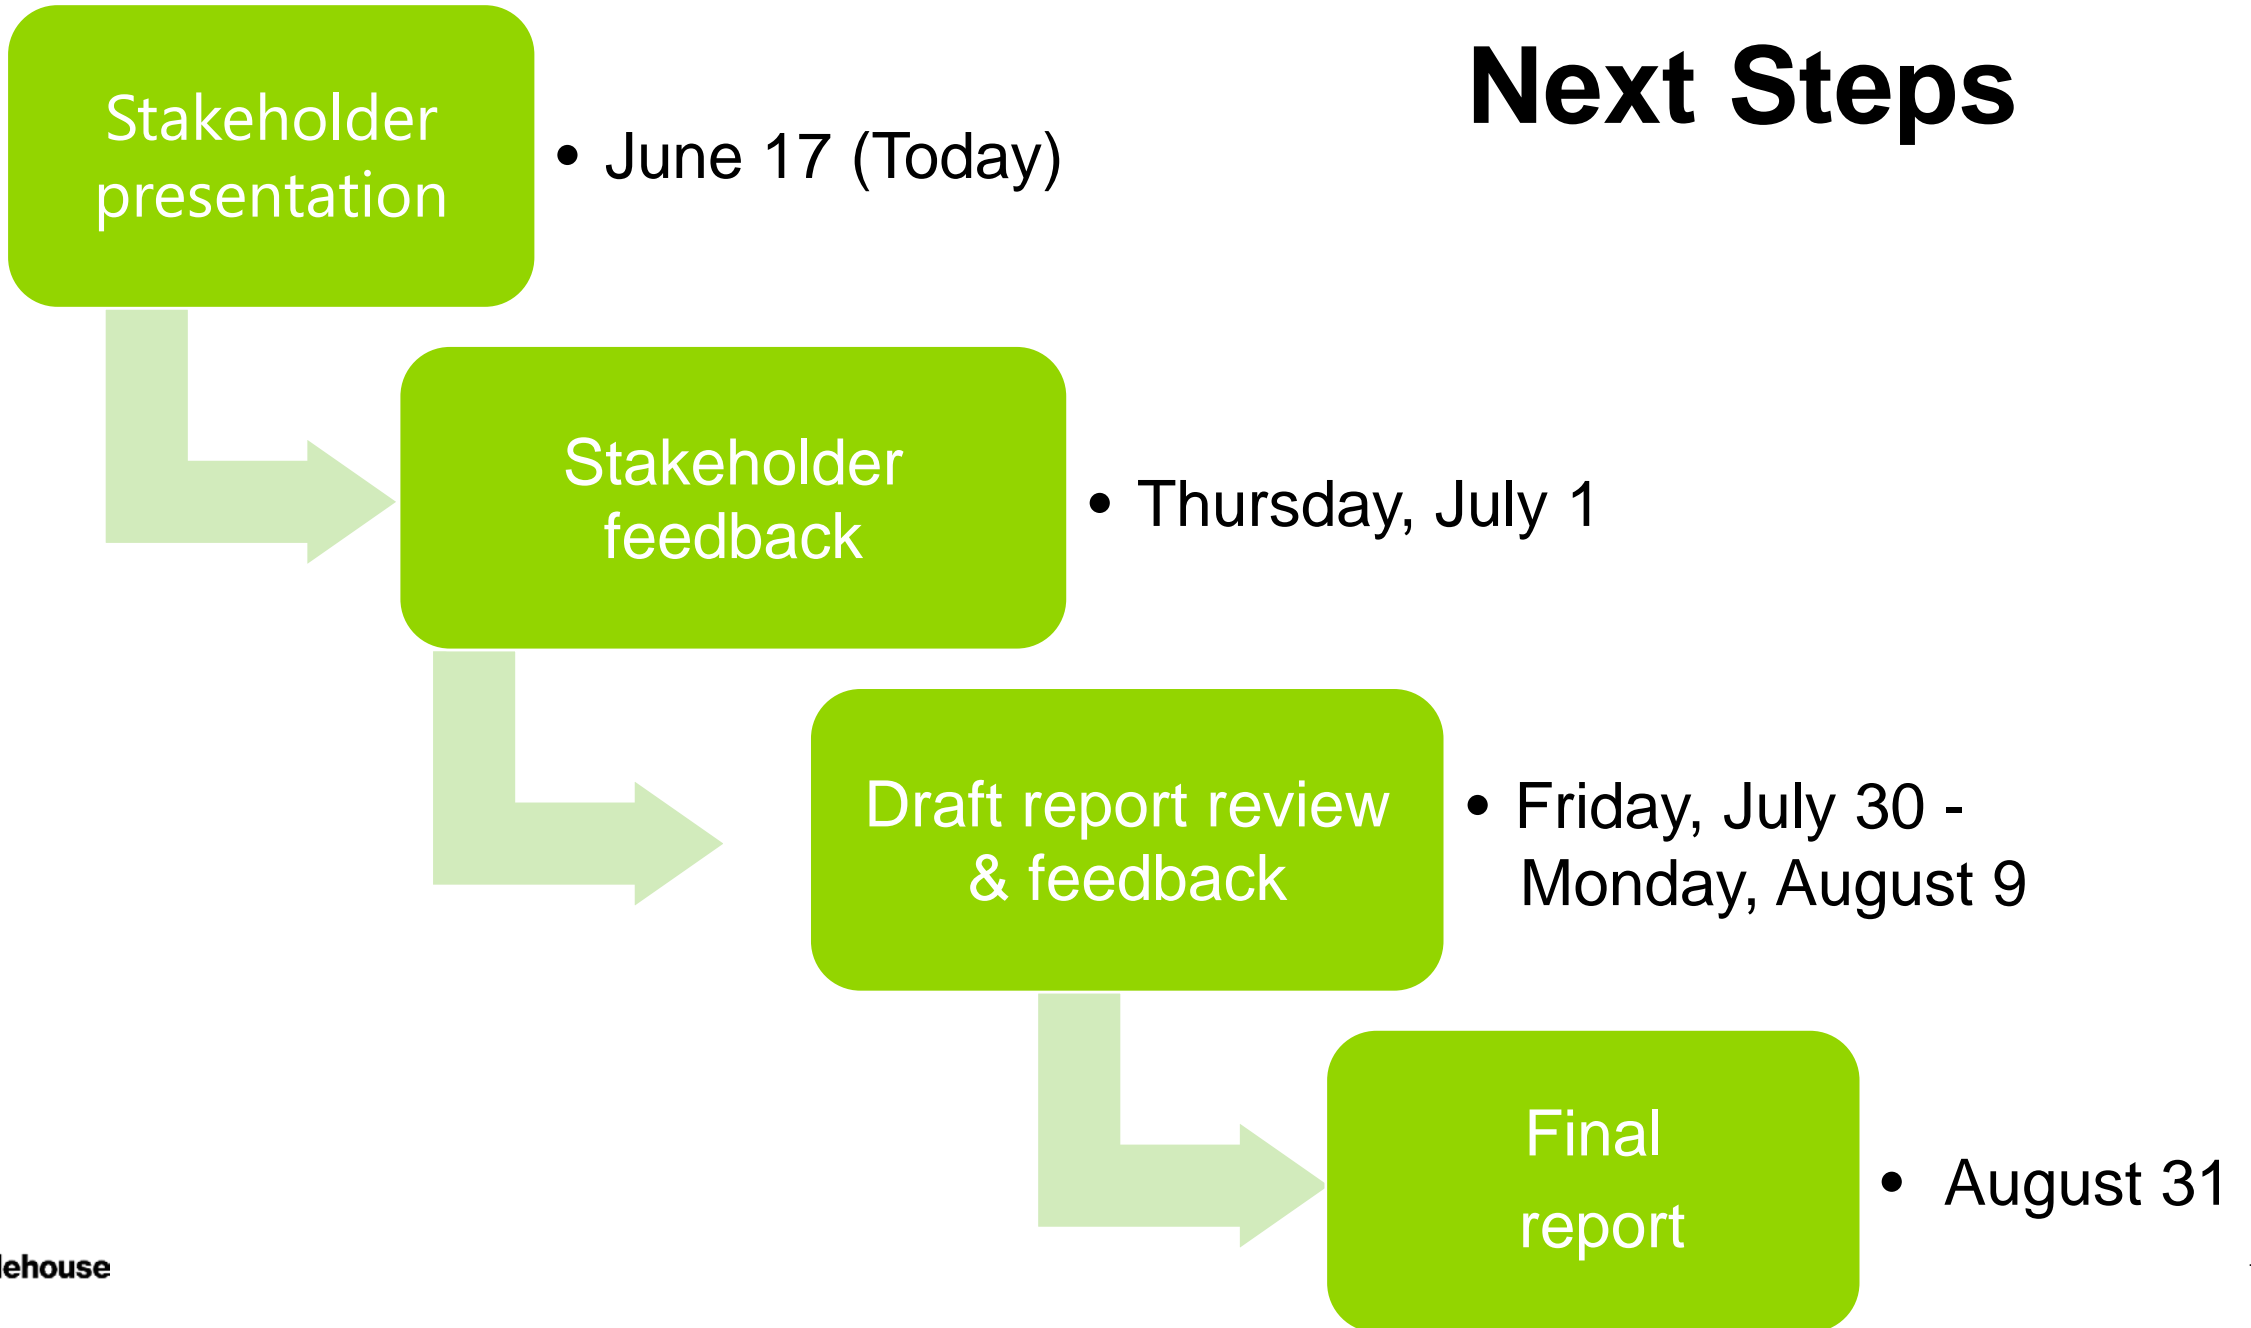 Next Steps
Stakeholder
presentation
• June 17 (Today)
Stakeholder
feedback
• Thursday, July 1
Draft report review
& feedback
• Friday, July 30 -
Monday, August 9
Final
report
• August 31
ehouse